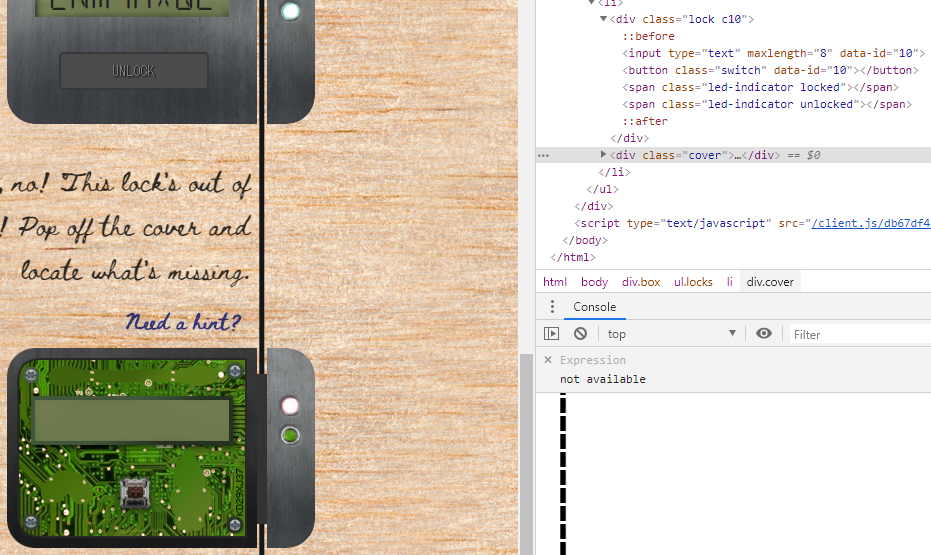 UNLOCK
, no! This lock's out of
! Pop off the cover and
locate what's missing.
Need a hint?
KD29XJ37
<li>
<div class="lock c10">
::before
<input type="text" maxlength="8" data-id="10">
<button class="switch" data-id="10"></button>
<span class="led-indicator locked"></span>
<span class="led-indicator unlocked"></span>
::after
</div>
<div class="cover">…</div> == $0
</li>
</ul>
</div>
<script type="text/javascript" src="/client.js/db67df4
</body>
</html>
html body div.box ul.locks li div.cover
Console
top Filter
Expression
not available